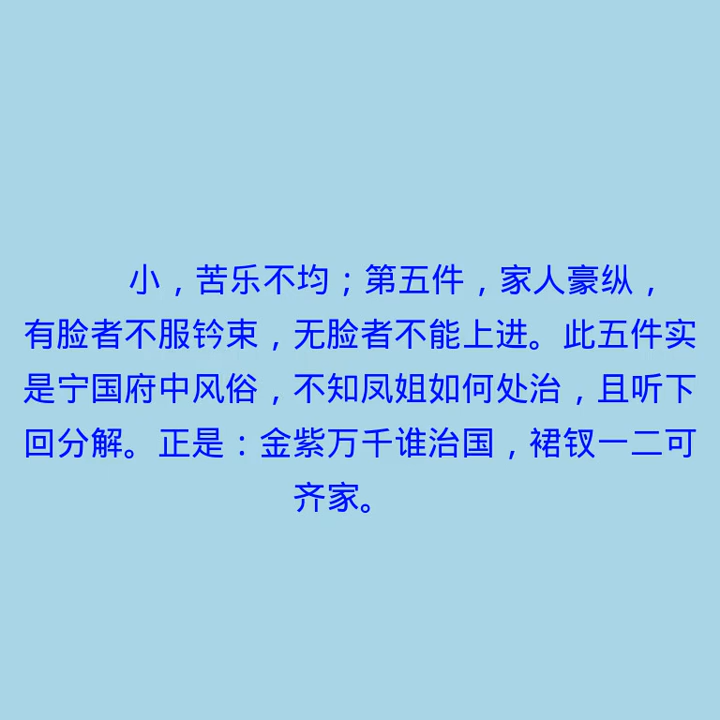 小，苦乐不均；第五件，家人豪纵，
有脸者不服钤束，无脸者不能上进。此五件实
是宁国府中风俗，不知凤姐如何处治，且听下
回分解。正是：金紫万千谁治国，裙钗一二可
齐家。